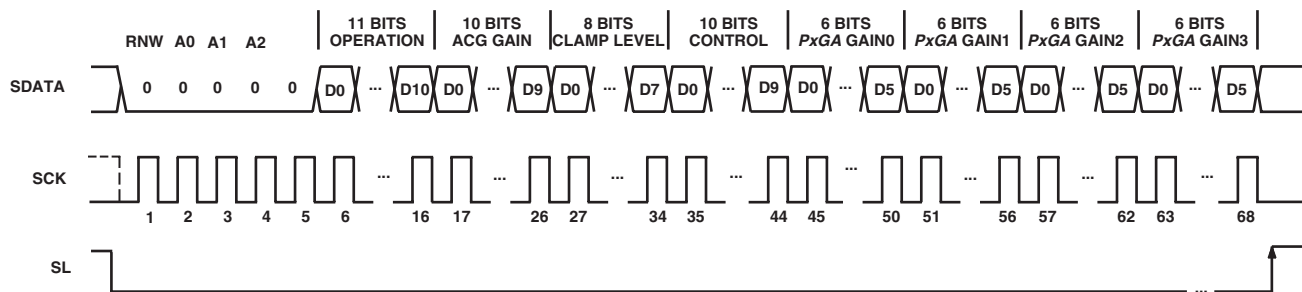 11 BITS 10 BITS 8 BITS 10 BITS 6 BITS 6 BITS 6 BITS 6 BITS
RNW A0 A1 A2 OPERATION ACG GAIN CLAMP LEVEL CONTROL PxGA GAIN0 PxGA GAIN1 PxGA GAIN2 PxGA GAIN3
SDATA 0 0 0 0 0 D0 ... D10 D0 ... D9 D0 ... D7 D0 ... D9 D0 ... D5 D0 ... D5 D0 ... D5 D0 ... D5
SCK ... ... ... ... ... ... ... ...
1 2 3 4 5 6 16 17 26 27 34 35 44 45 50 51 56 57 62 63 68
SL ...